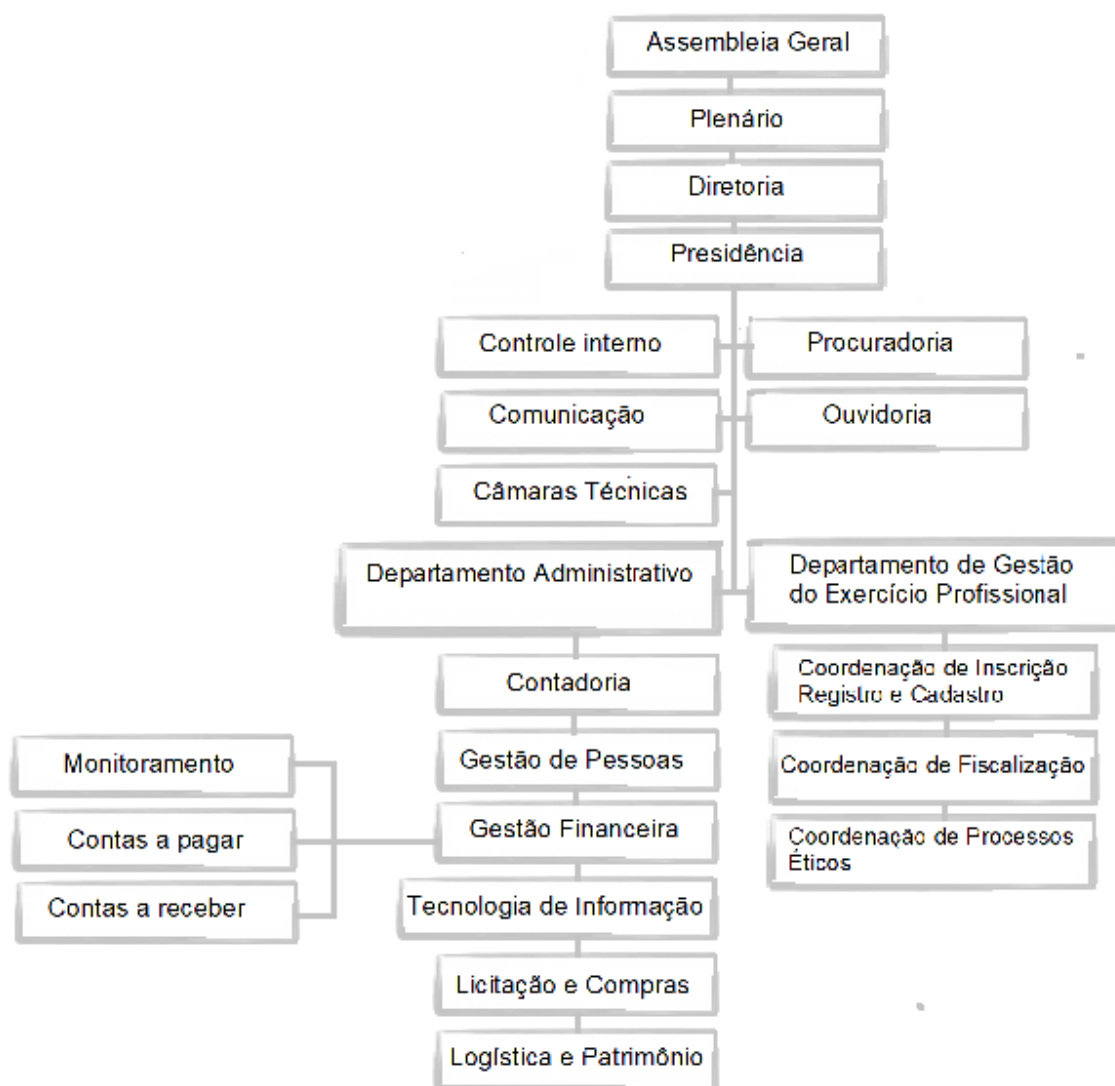 Assembleia Geral
Plenário
Diretoria
Presidência
Controle interno
Procuradoria
Comunicação
Ouvidoria
Câmaras Técnicas
Departamento Administrativo
Departamento de Gestão
do Exercício Profissional
Contadoria
Coordenação de Inscrição
Registro e Cadastro
Monitoramento
Gestão de Pessoas
Coordenação de Fiscalização
Contas a pagar
Gestão Financeira
Coordenação de Processos
Éticos
Contas a receber
Tecnologia de Informação
Licitação e Compras
Logística e Patrimônio